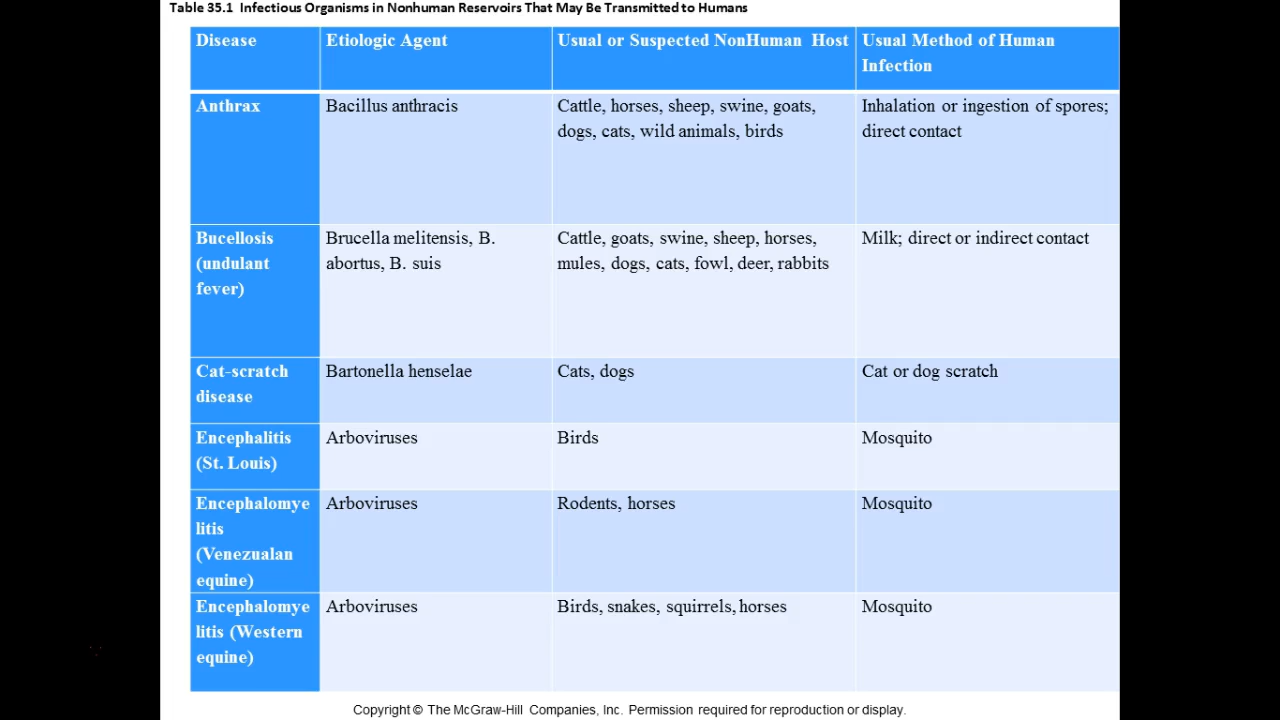 Table 35.1 Infectious Organisms in Nonhuman Reservoirs That May Be Transmitted to Humans
Disease
Etiologic Agent
Usual or Suspected NonHuman Host
Usual Method of Human
Infection
Anthrax
Bacillus anthracis
Cattle, horses, sheep, swine, goats,
dogs, cats, wild animals, birds
Inhalation or ingestion of spores;
direct contact
Bucellosis
(undulant
fever)
Brucella melitensis, B.
abortus, B. suis
Cattle, goats, swine, sheep, horses,
mules, dogs, cats, fowl, deer, rabbits
Milk; direct or indirect contact
Cat-scratch
disease
Bartonella henselae
Cats, dogs
Cat or dog scratch
Encephalitis
(St. Louis)
Arboviruses
Birds
Mosquito
Encephalomye
litis
(Venezualan
equine)
Arboviruses
Rodents, horses
Mosquito
Encephalomye
litis (Western
equine)
Arboviruses
Birds, snakes, squirrels, horses
Mosquito
Copyright © The McGraw-Hill Companies, Inc. Permission required for reproduction or display.